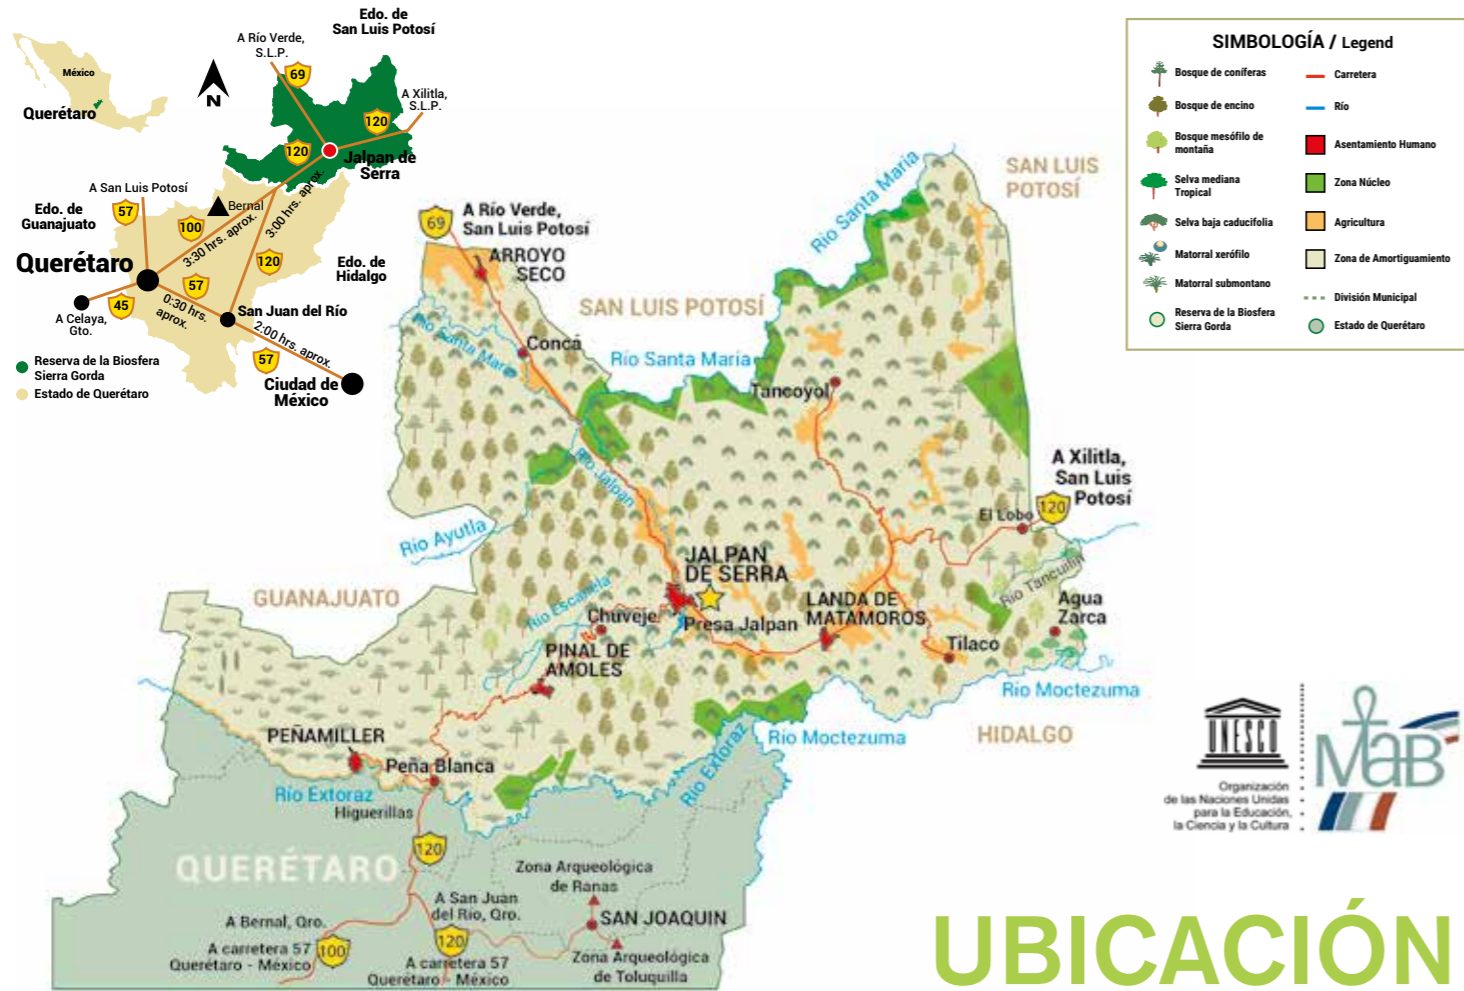 Edo. de
San Luis Potosí
A Río Verde,
S.L.P.
69
México
Querétaro
N
A Xilitla,
S.L.P.
120
120
Jalpan de
Serra
A San Luis Potosí
57
Edo. de
Guanajuato
100
Bernal
3:30 hrs. aprox.
3:00 hrs. aprox.
120
Edo. de
Hidalgo
Querétaro
57
45
0:30 hrs.
aprox.
San Juan del Río
A Celaya,
Gto.
2:00 hrs. aprox.
57
Ciudad de
México
Reserva de la Biosfera
Sierra Gorda
Estado de Querétaro
SIMBOLOGÍA / Legend
Bosque de coníferas
Bosque de encino
Bosque mesófilo de
montaña
Selva mediana
Tropical
Selva baja caducifolia
Matorral xerófilo
Matorral submontano
Reserva de la Biosfera
Sierra Gorda
Carretera
Río
Asentamiento Humano
Zona Núcleo
Agricultura
Zona de Amortiguamiento
División Municipal
Estado de Querétaro
69
A Río Verde,
San Luis Potosí
ARROYO
SECO
SAN LUIS
POTOSÍ
Río Santa María
SAN LUIS POTOSÍ
Río Santa María
Concá
Río Santa María
Tancoyol
Río Jalpan
A Xilitla,
San Luis
Potosí
120
El Lobo
Río Ayutla
JALPAN
DE SERRA
Río Tancuilín
GUANAJUATO
Río Escanela
Chuveje
Presa Jalpan
LANDA DE
MATAMOROS
Agua
Zarca
PINAL DE
AMOLES
Tilaco
Río Moctezuma
PEÑAMILLER
Peña Blanca
Río Extoraz
Río Moctezuma
HIDALGO
Río Extoraz
Higuerillas
120
QUERÉTARO
Zona Arqueológica
de Ranas
A San Juan
del Río, Qro.
A Bernal, Qro.
SAN JOAQUIN
100
120
A carretera 57
Querétaro - México
A carretera 57
Querétaro - México
Zona Arqueológica
de Toluquilla
UNESCO
MaB
Organización
de las Naciones Unidas
para la Educación,
la Ciencia y la Cultura
UBICACIÓN